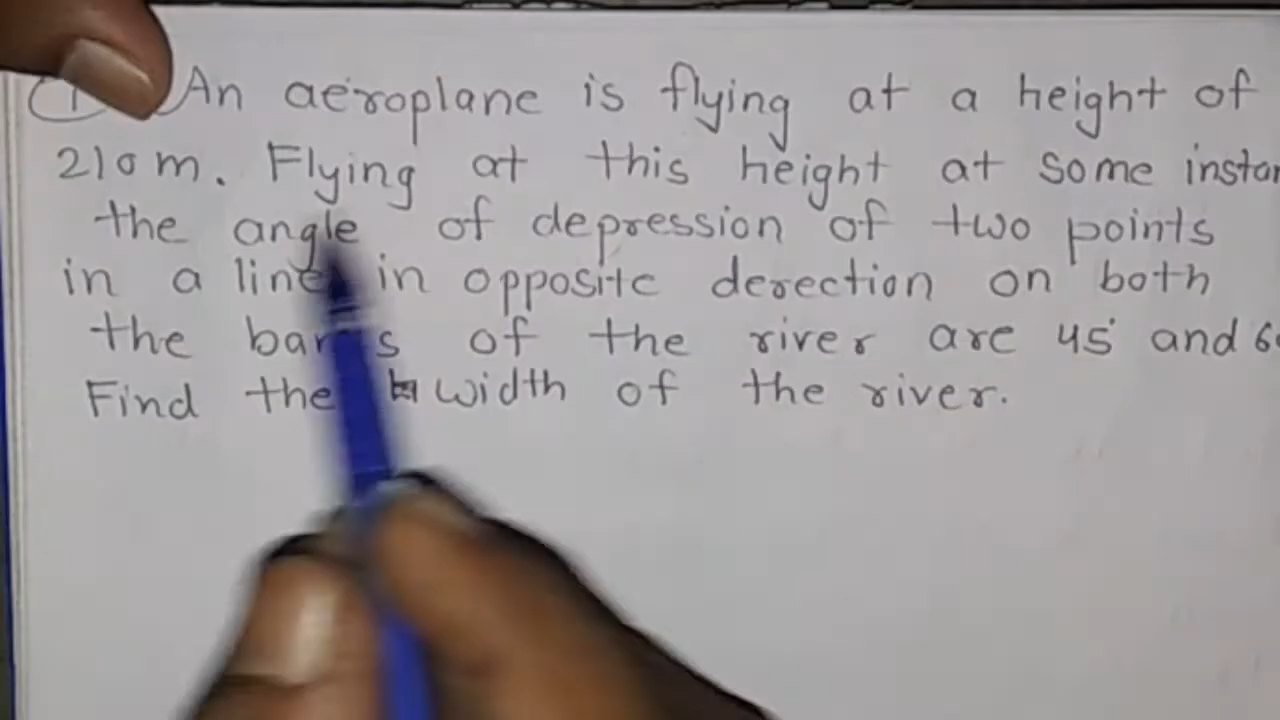 1 An aeroplane is flying at a height of
210 m. Flying at this height at some
the angle of depression of two points
in a line in opposite derection on both
the of the river are 45° and
Find the width of the river.